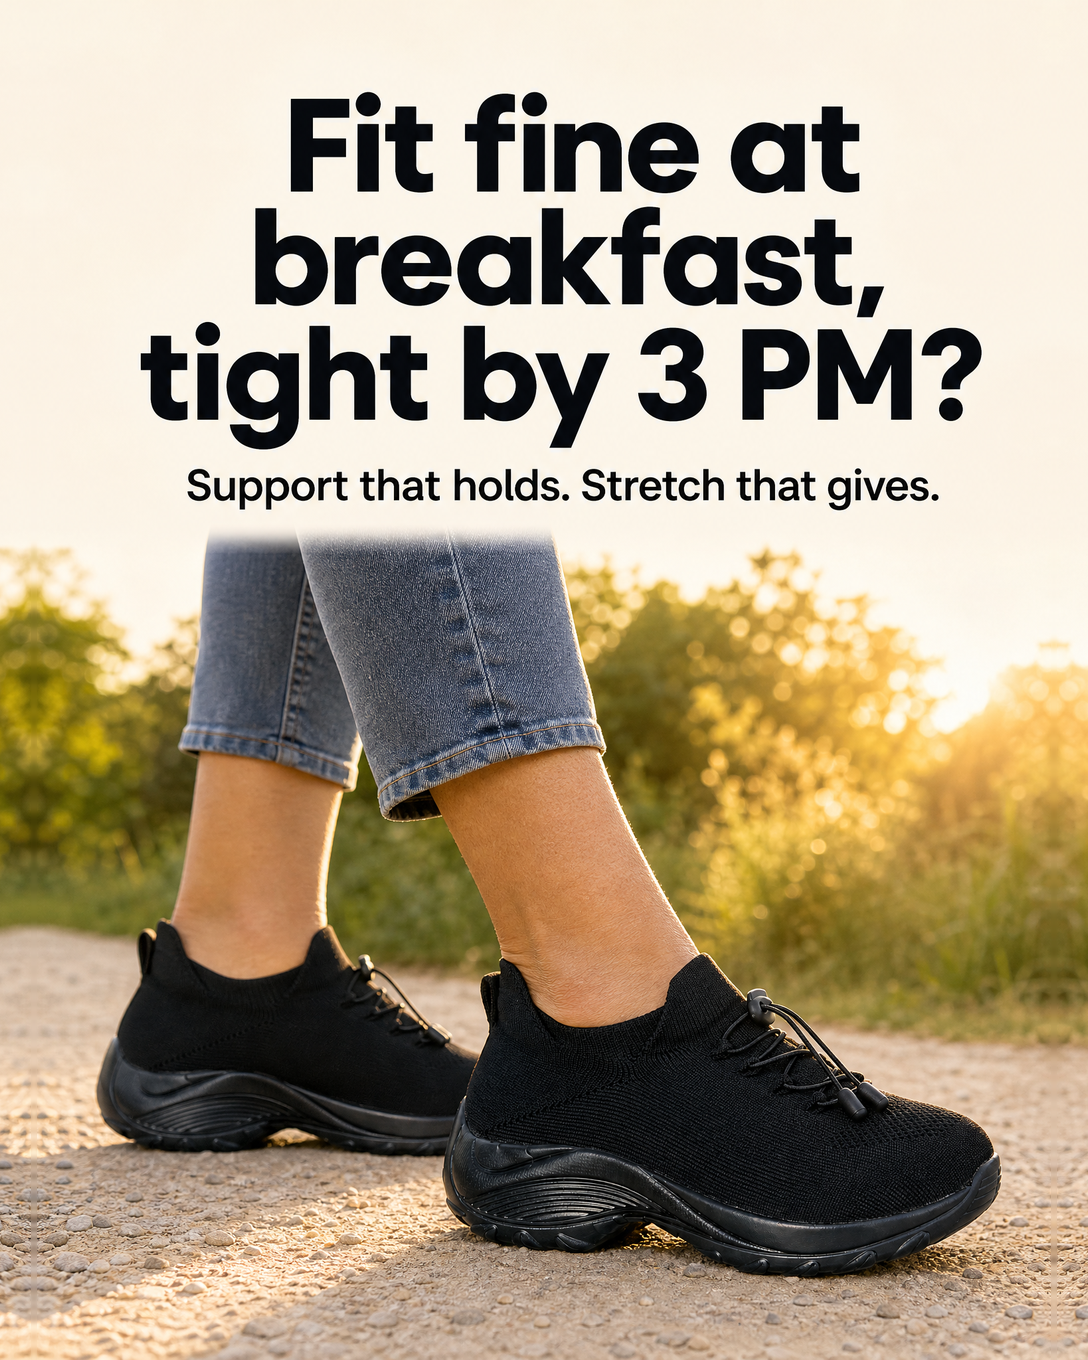 Fit fine at
breakfast,
tight by 3 PM?
Support that holds. Stretch that gives.